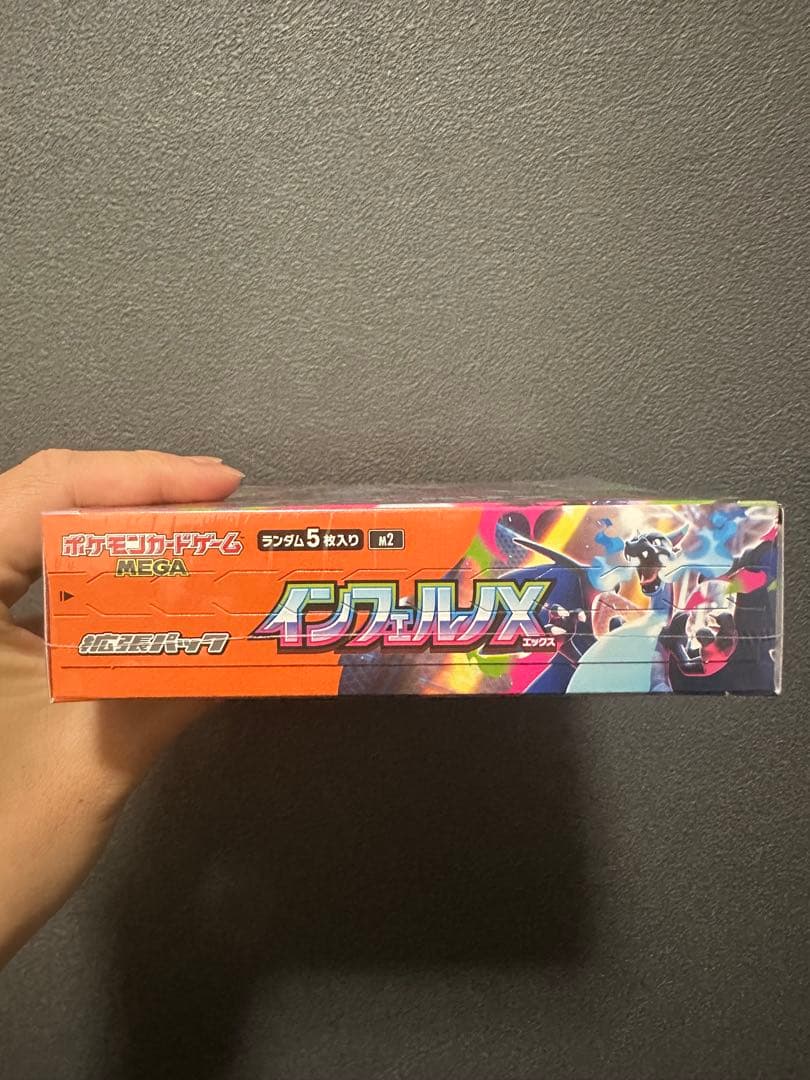 ポケモンカードゲーム
MEGA
ランダム5枚入り
M2
拡張パック
インフェルノX
エックス